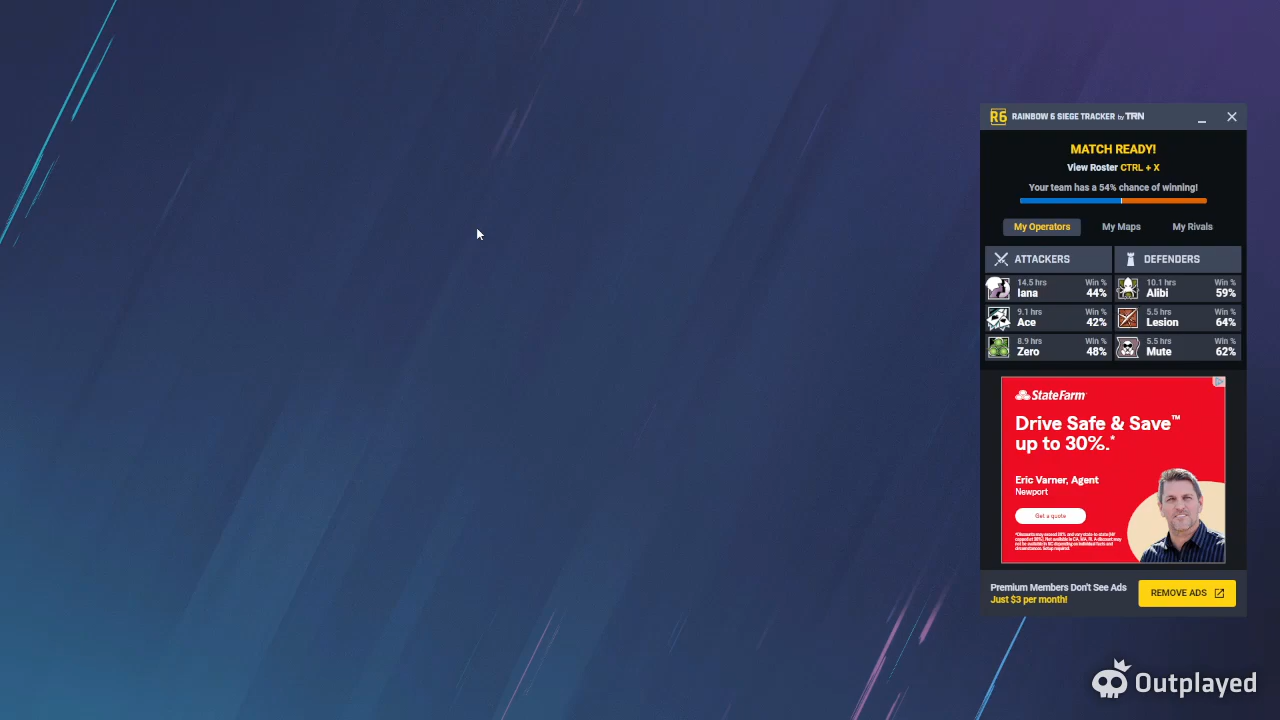 R6 RAINBOW 6 SIEGE TRACKER by TRN
MATCH READY!
View Roster CTRL + X
Your team has a 54% chance of winning!
My Operators My Maps My Rivals
ATTACKERS DEFENDERS
14.5 hrs Win % 10.1 hrs Win %
Iana 44% Alibi 59%
9.1 hrs Win % 5.5 hrs Win %
Ace 42% Lesion 64%
8.9 hrs Win % 5.5 hrs Win %
Zero 48% Mute 62%
StateFarm
Drive Safe & Save™
up to 30%.*
Eric Varner, Agent
Newport
Get a quote
Premium Members Don't See Ads
Just $3 per month!
REMOVE ADS
Outplayed